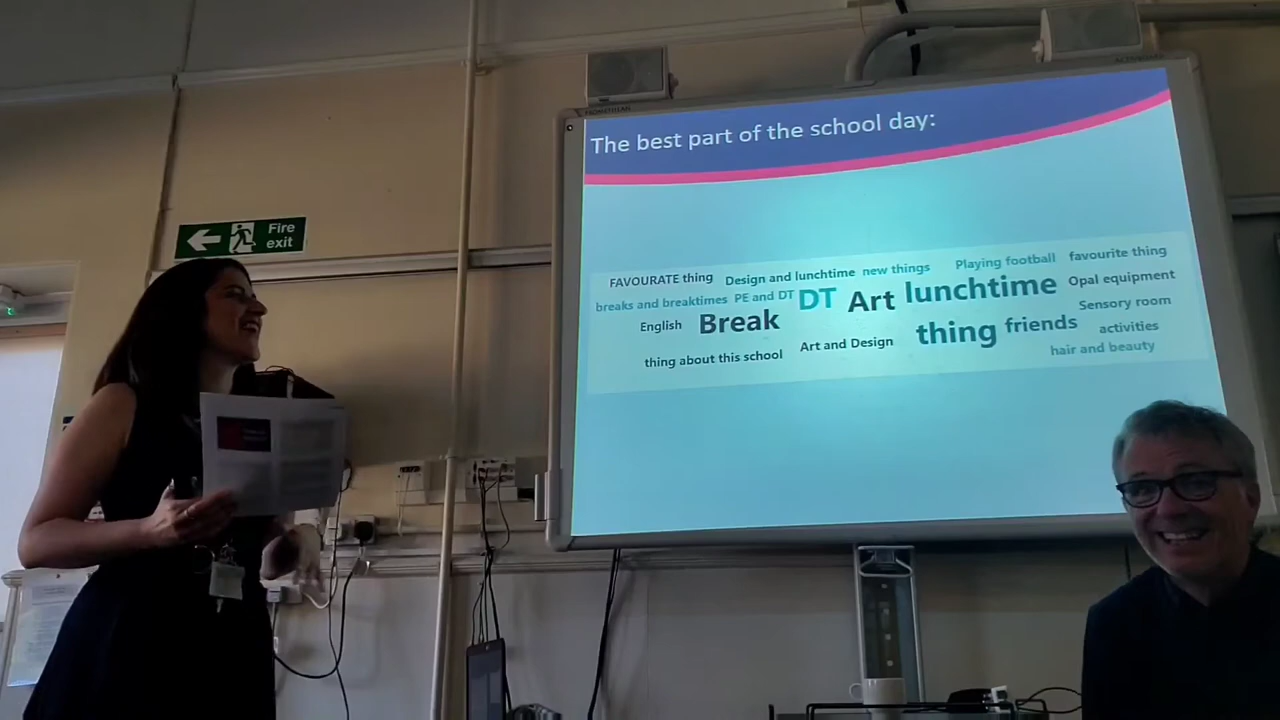 The best part of the school day:
FAVOURATE thing Design and lunchtime new things Playing football favourite thing
breaks and breaktimes PE and DT DT Art lunchtime Opal equipment
English Break thing friends Sensory room
thing about this school Art and Design activities
hair and beauty
Fire
exit